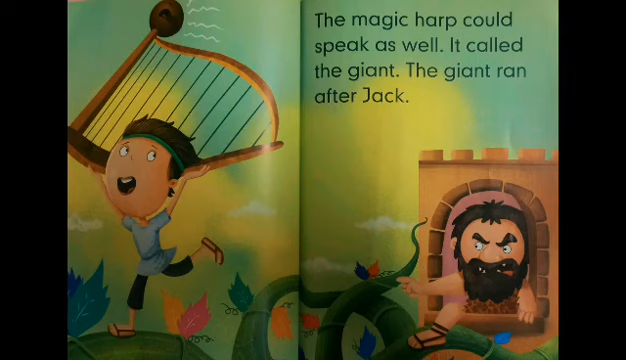 The magic harp could
speak as well. It called
the giant. The giant ran
after Jack.